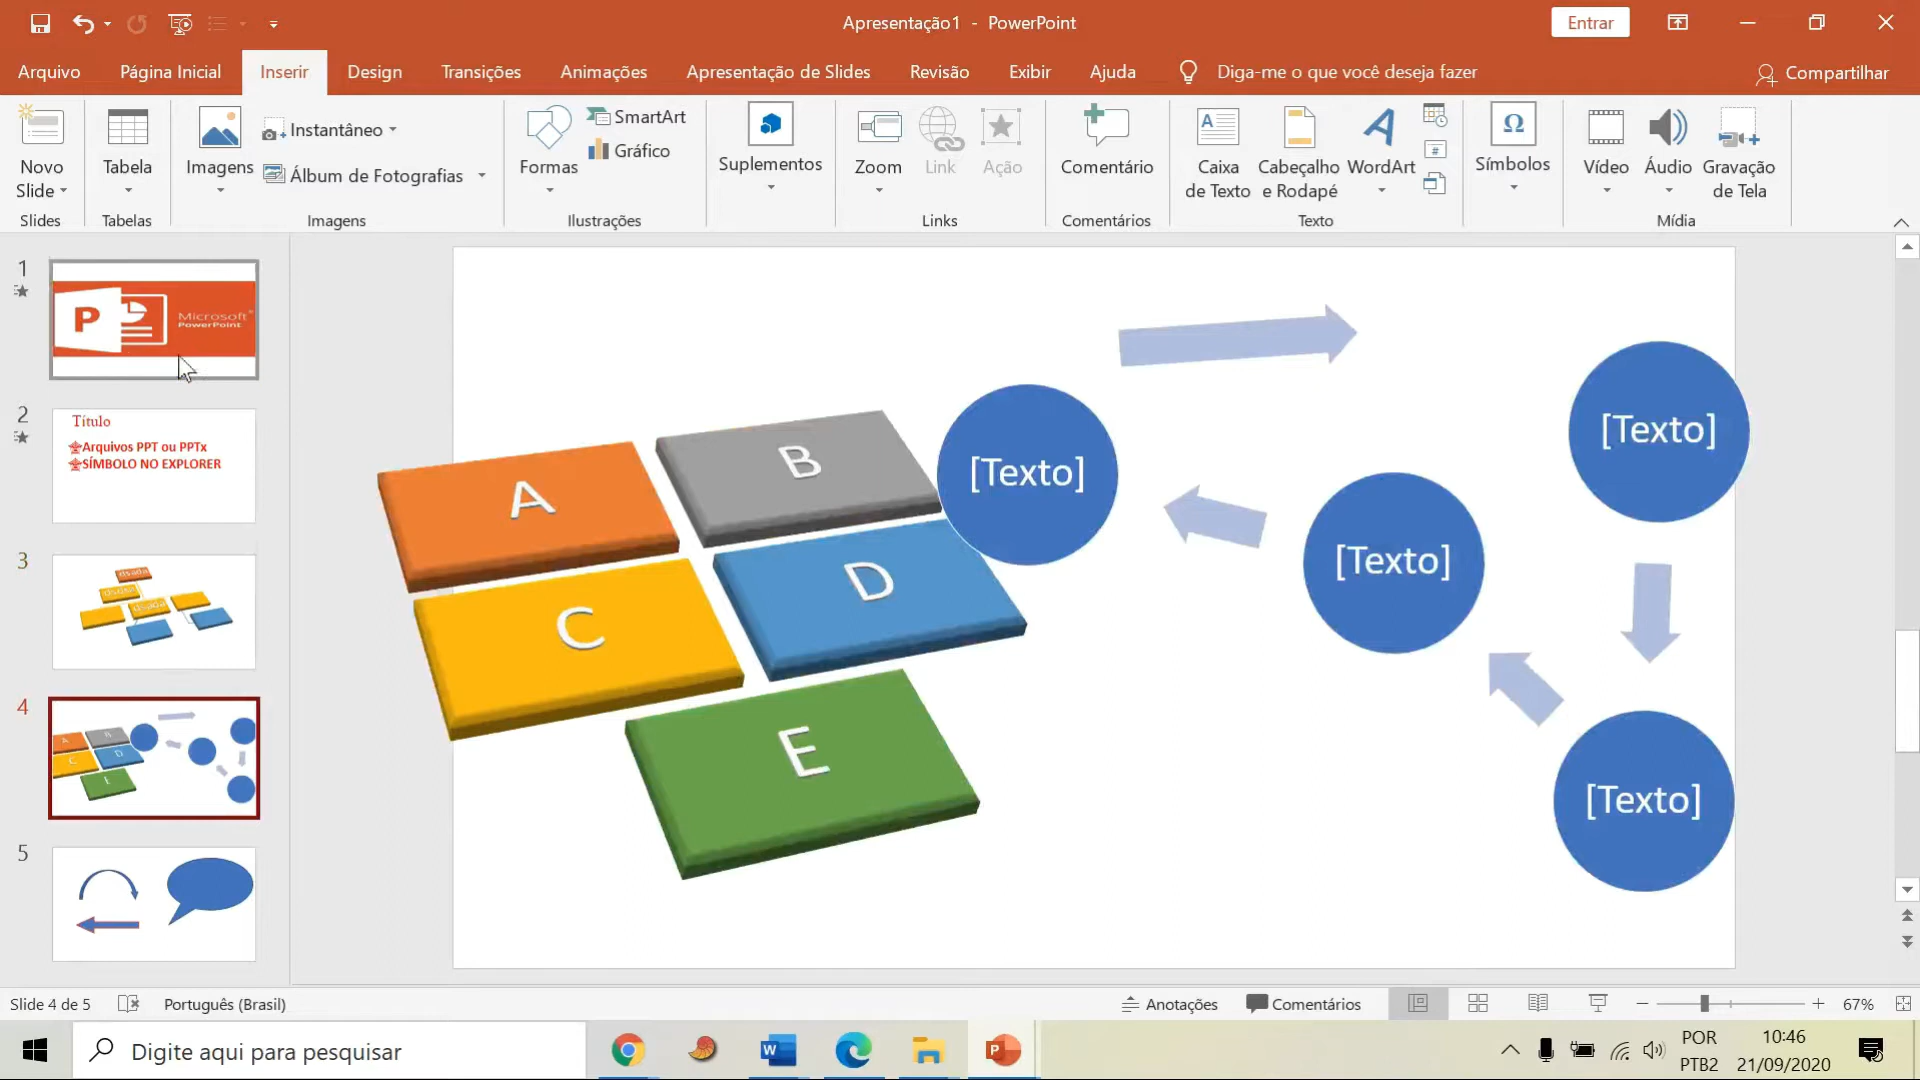 Apresentação1 - PowerPoint
Entrar
Arquivo
Página Inicial
Inserir
Design
Transições
Animações
Apresentação de Slides
Revisão
Exibir
Ajuda
Diga-me o que você deseja fazer
Compartilhar
Novo
Slide
Slides
Tabela
Tabelas
Imagens
Instantâneo
Álbum de Fotografias
Imagens
Formas
SmartArt
Gráfico
Ilustrações
Suplementos
Zoom
Link
Ação
Links
Comentário
Comentários
Caixa
de Texto
Cabeçalho
e Rodapé
WordArt
Texto
Símbolos
Vídeo
Áudio
Gravação
de Tela
Mídia
1
P
Microsoft
PowerPoint
2
Título
Arquivos PPT ou PPTx
SÍMBOLO NO EXPLORER
3
4
A
B
C
D
E
5
A
B
C
D
E
[Texto]
[Texto]
[Texto]
[Texto]
Slide 4 de 5
Português (Brasil)
Anotações
Comentários
67%
Digite aqui para pesquisar
POR
PTB2
10:46
21/09/2020